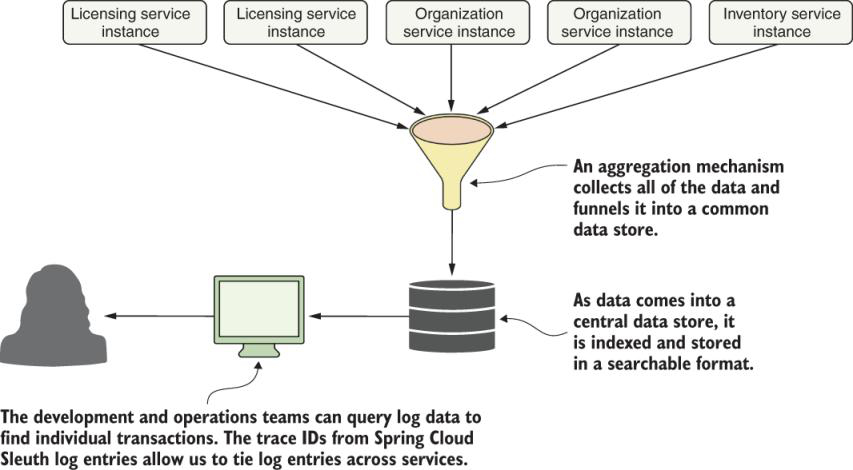 Licensing service
instance
Licensing service
instance
Organization
service instance
Organization
service instance
Inventory service
instance
An aggregation mechanism
collects all of the data and
funnels it into a common
data store.
As data comes into a
central data store, it
is indexed and stored
in a searchable format.
The development and operations teams can query log data to
find individual transactions. The trace IDs from Spring Cloud
Sleuth log entries allow us to tie log entries across services.